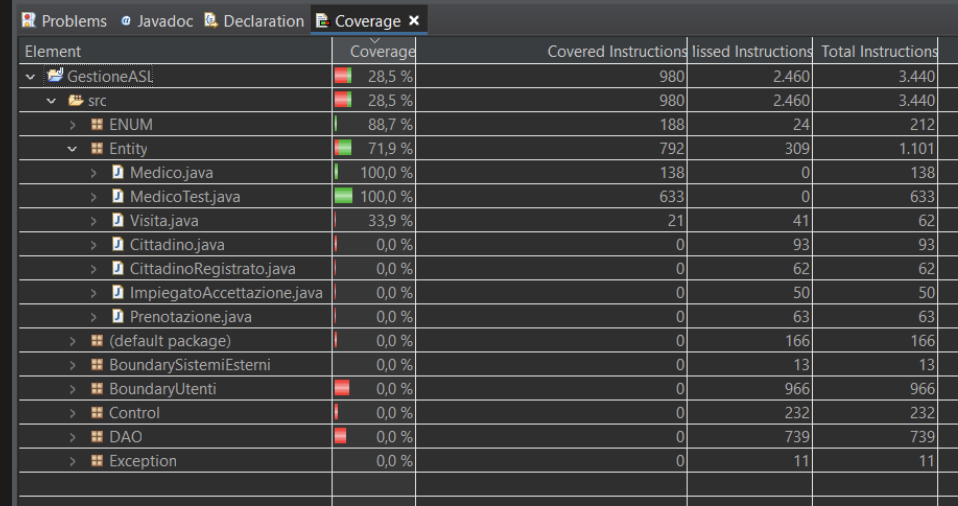 Problems Javadoc Declaration Coverage
Element Coverage Covered Instructions Missed Instructions Total Instructions
GestioneASL 28,5 % 980 2.460 3.440
src 28,5 % 980 2.460 3.440
ENUM 88,7 % 188 24 212
Entity 71,9 % 792 309 1.101
Medico.java 100,0 % 138 0 138
MedicoTest.java 100,0 % 633 0 633
Visita.java 33,9 % 21 41 62
Cittadino.java 0,0 % 0 93 93
CittadinoRegistrato.java 0,0 % 0 62 62
ImpiegatoAccettazione.java 0,0 % 0 50 50
Prenotazione.java 0,0 % 0 63 63
(default package) 0,0 % 0 166 166
BoundarySistemiEsterni 0,0 % 0 13 13
BoundaryUtenti 0,0 % 0 966 966
Control 0,0 % 0 232 232
DAO 0,0 % 0 739 739
Exception 0,0 % 0 11 11